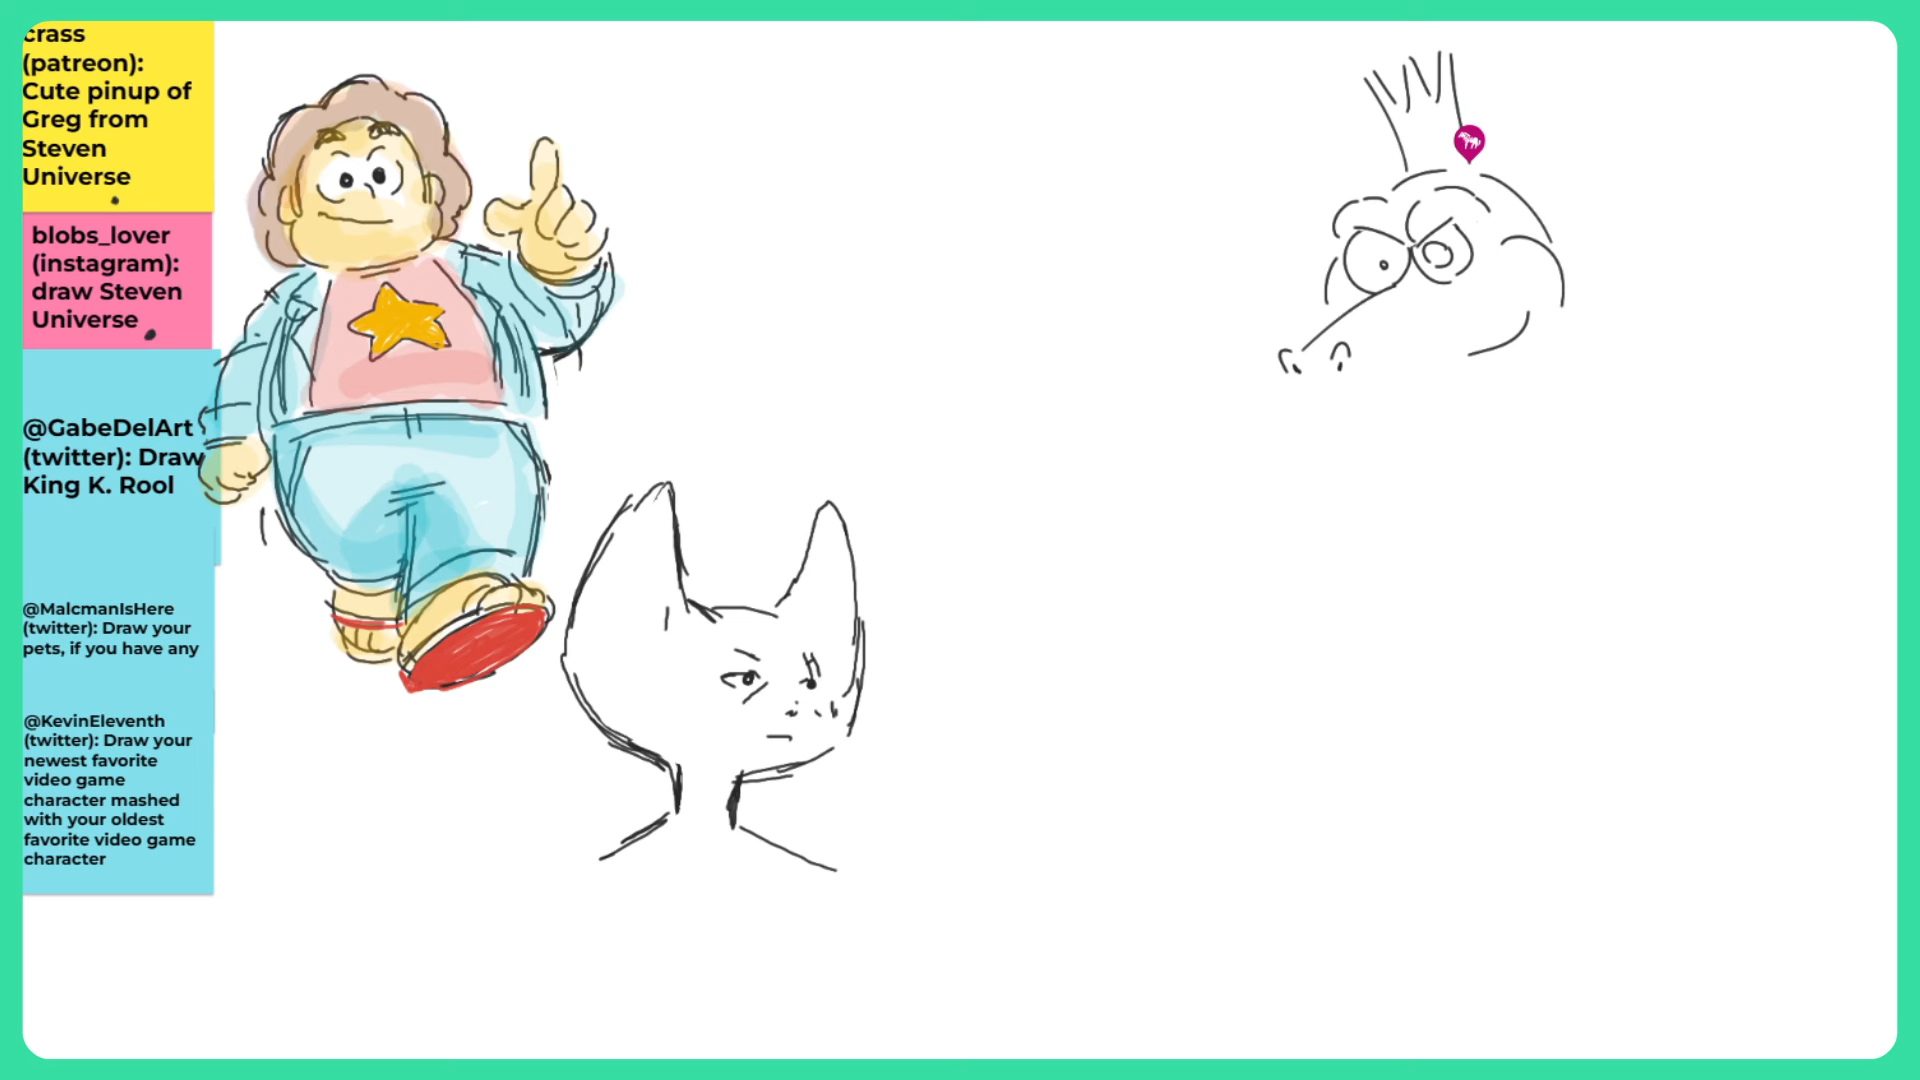 crass
(patreon):
Cute pinup of
Greg from
Steven
Universe
blobs_lover
(instagram):
draw Steven
Universe
@GabeDelArt
(twitter): Draw
King K. Rool
@MalcmanIsHere
(twitter): Draw your
pets, if you have any
@KevinEleventh
(twitter): Draw your
newest favorite
video game
character mashed
with your oldest
favorite video game
character